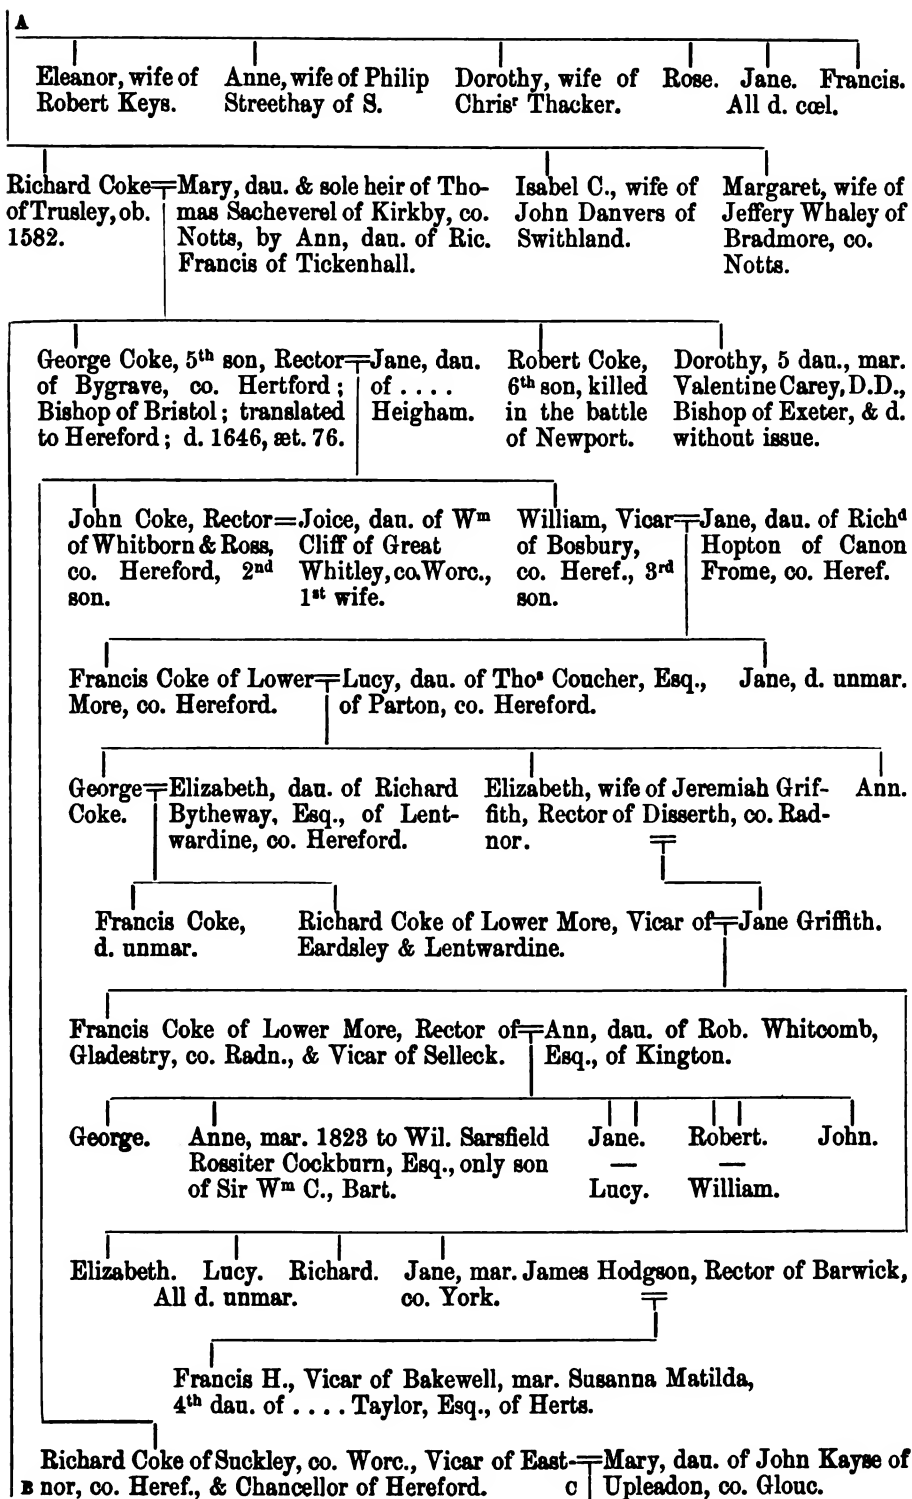 A
Eleanor, wife of Robert Keys.
Anne, wife of Philip Streethay of S.
Dorothy, wife of Chrisʳ Thacker.
Rose. Jane. Francis.
All d. cœl.
Richard Coke
of Trusley, ob.
1582.
Mary, dau. & sole heir of Tho-
mas Sacheverel of Kirkby, co.
Notts, by Ann, dau. of Ric.
Francis of Tickenhall.
Isabel C., wife of
John Danvers of
Swithland.
Margaret, wife of
Jeffery Whaley of
Bradmore, co.
Notts.
George Coke, 5ᵗʰ son, Rector
of Bygrave, co. Hertford;
Bishop of Bristol; translated
to Hereford; d. 1646, æt. 76.
Jane, dau.
of . . . .
Heigham.
Robert Coke,
6ᵗʰ son, killed
in the battle
of Newport.
Dorothy, 5 dau., mar.
Valentine Carey, D.D.,
Bishop of Exeter, & d.
without issue.
John Coke, Rector
of Whitborn & Ross,
co. Hereford, 2ⁿᵈ
son.
Joice, dau. of Wᵐ
Cliff of Great
Whitley, co. Worc.,
1ˢᵗ wife.
William, Vicar
of Bosbury,
co. Heref., 3ʳᵈ
son.
Jane, dau. of Richᵈ
Hopton of Canon
Frome, co. Heref.
Francis Coke of Lower
More, co. Hereford.
Lucy, dau. of Thoˢ Coucher, Esq.,
of Parton, co. Hereford.
Jane, d. unmar.
George
Coke.
Elizabeth, dau. of Richard
Bytheway, Esq., of Lent-
wardine, co. Hereford.
Elizabeth, wife of Jeremiah Grif-
fith, Rector of Disserth, co. Rad-
nor.
Ann.
Francis Coke,
d. unmar.
Richard Coke of Lower More, Vicar of
Eardsley & Lentwardine.
Jane Griffith.
Francis Coke of Lower More, Rector of
Gladestry, co. Radn., & Vicar of Selleck.
Ann, dau. of Rob. Whitcomb,
Esq., of Kington.
George.
Anne, mar. 1823 to Wil. Sarsfield
Rossiter Cockburn, Esq., only son
of Sir Wᵐ C., Bart.
Jane.
—
Lucy.
Robert.
—
William.
John.
Elizabeth. Lucy. Richard.
All d. unmar.
Jane, mar. James Hodgson, Rector of Barwick,
co. York.
Francis H., Vicar of Bakewell, mar. Susanna Matilda,
4ᵗʰ dau. of . . . . Taylor, Esq., of Herts.
Richard Coke of Suckley, co. Worc., Vicar of East-
B nor, co. Heref., & Chancellor of Hereford.
C
Mary, dau. of John Kayse of
Upleadon, co. Glouc.